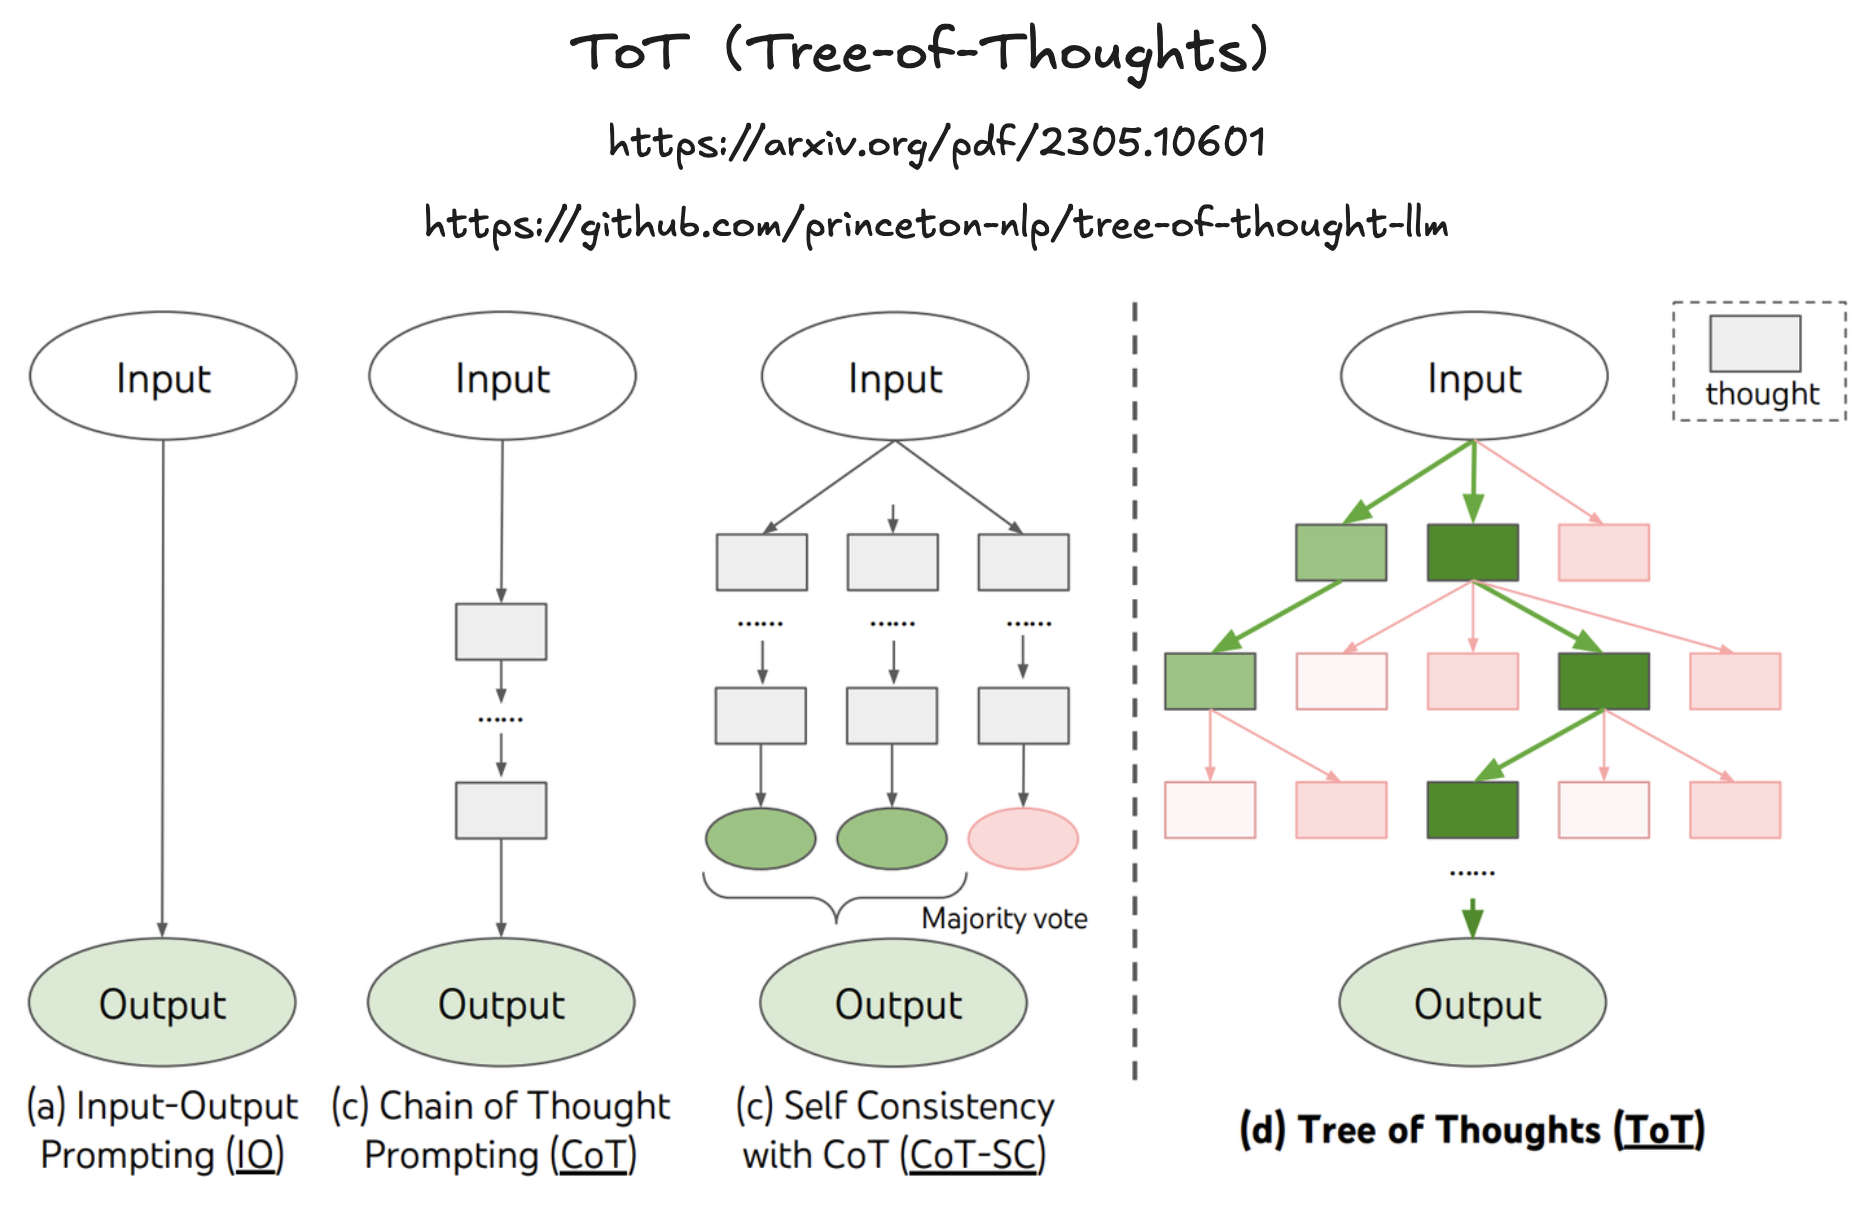 ToT (Tree-of-Thoughts)
https://arxiv.org/pdf/2305.10601
https://github.com/princeton-nlp/tree-of-thought-llm
Input
Output
(a) Input-Output
Prompting (IO)
Input
......
Output
(c) Chain of Thought
Prompting (CoT)
Input
...... ...... ......
Majority vote
Output
(c) Self Consistency
with CoT (CoT-SC)
Input
thought
......
Output
(d) Tree of Thoughts (ToT)